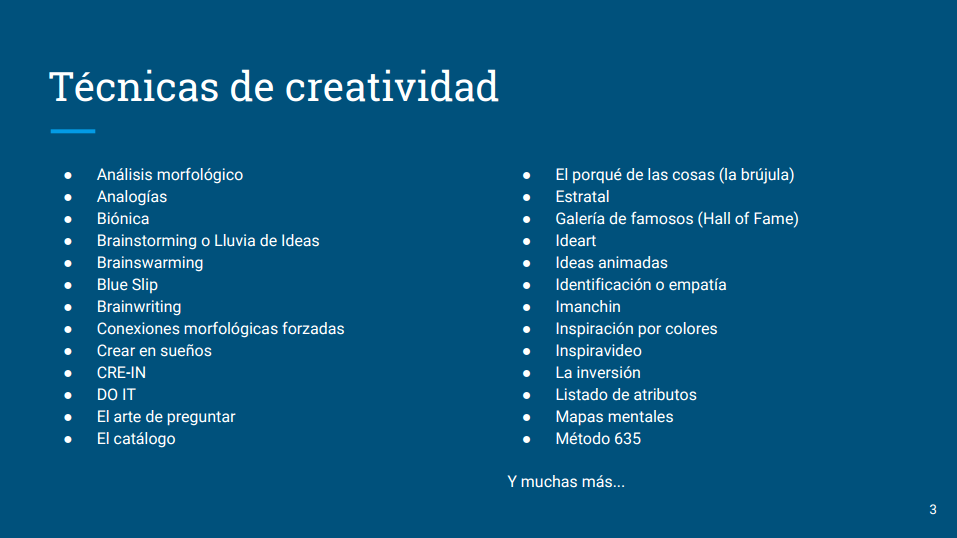 Técnicas de creatividad
● Análisis morfológico
● Analogías
● Biónica
● Brainstorming o Lluvia de Ideas
● Brainswarming
● Blue Slip
● Brainwriting
● Conexiones morfológicas forzadas
● Crear en sueños
● CRE-IN
● DO IT
● El arte de preguntar
● El catálogo
● El porqué de las cosas (la brújula)
● Estratal
● Galería de famosos (Hall of Fame)
● Ideart
● Ideas animadas
● Identificación o empatía
● Imanchin
● Inspiración por colores
● Inspiravideo
● La inversión
● Listado de atributos
● Mapas mentales
● Método 635
Y muchas más...
3